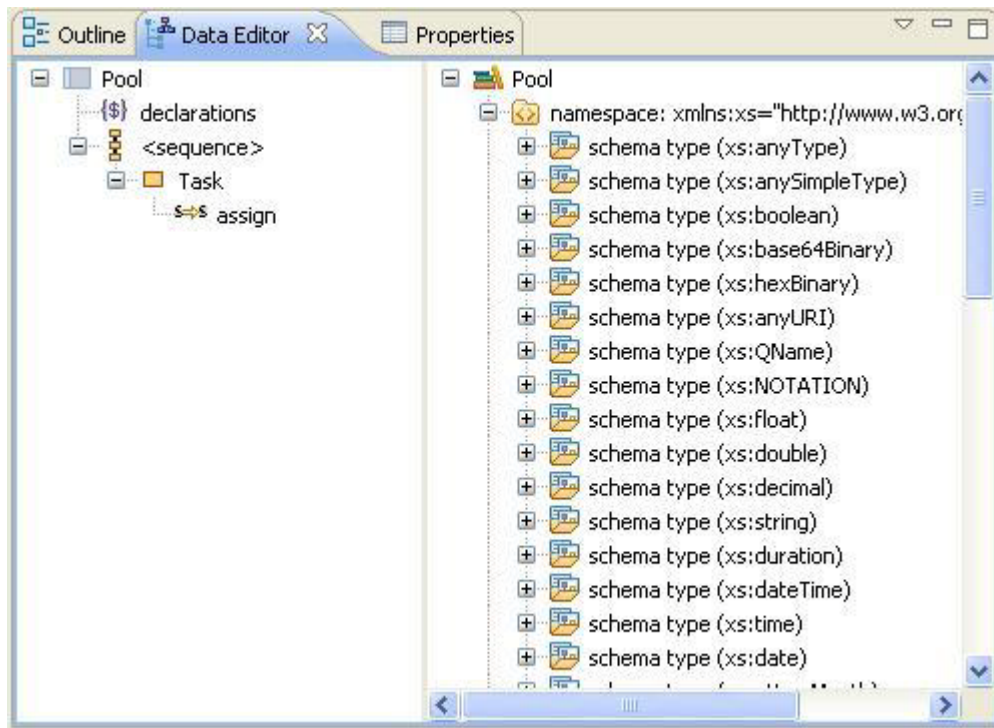 Outline Data Editor Properties
Pool
{$} declarations
<sequence>
Task
S⇒S assign
Pool
namespace: xmlns:xs="http://www.w3.org
schema type (xs:anyType)
schema type (xs:anySimpleType)
schema type (xs:boolean)
schema type (xs:base64Binary)
schema type (xs:hexBinary)
schema type (xs:anyURI)
schema type (xs:QName)
schema type (xs:NOTATION)
schema type (xs:float)
schema type (xs:double)
schema type (xs:decimal)
schema type (xs:string)
schema type (xs:duration)
schema type (xs:dateTime)
schema type (xs:time)
schema type (xs:date)